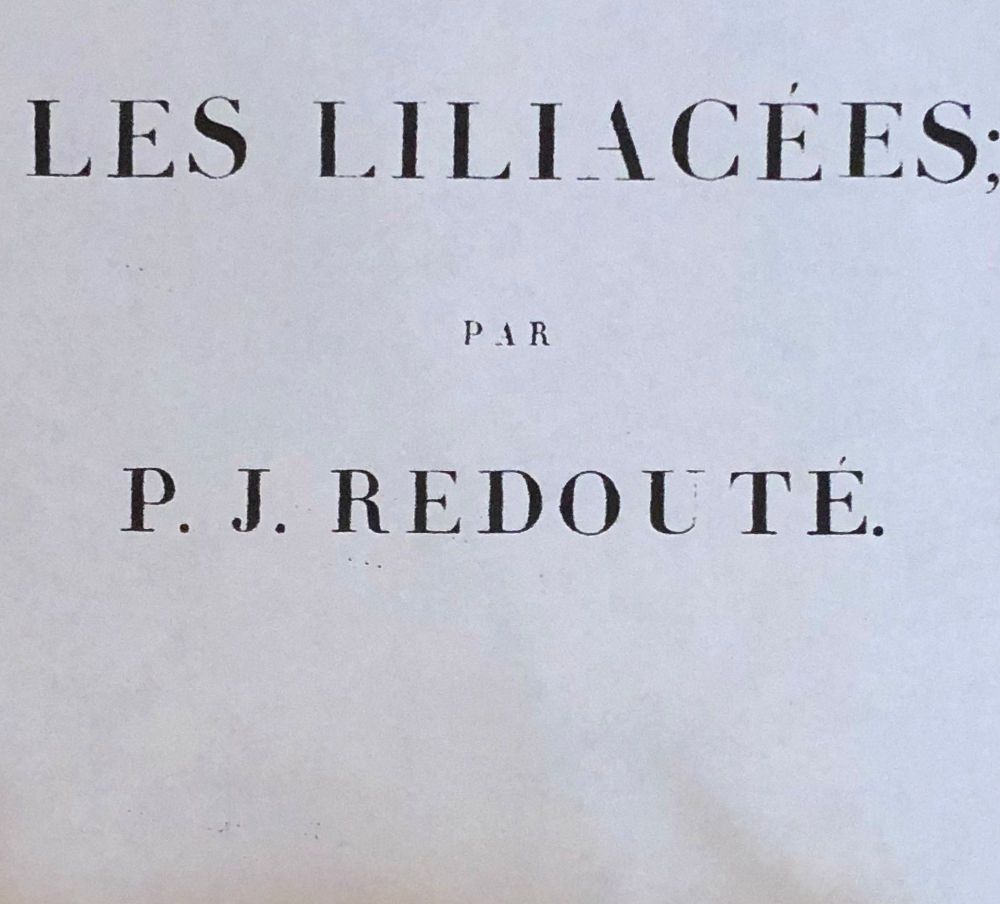 LES LILIACÉES;
PAR
P. J. REDOUTÉ.